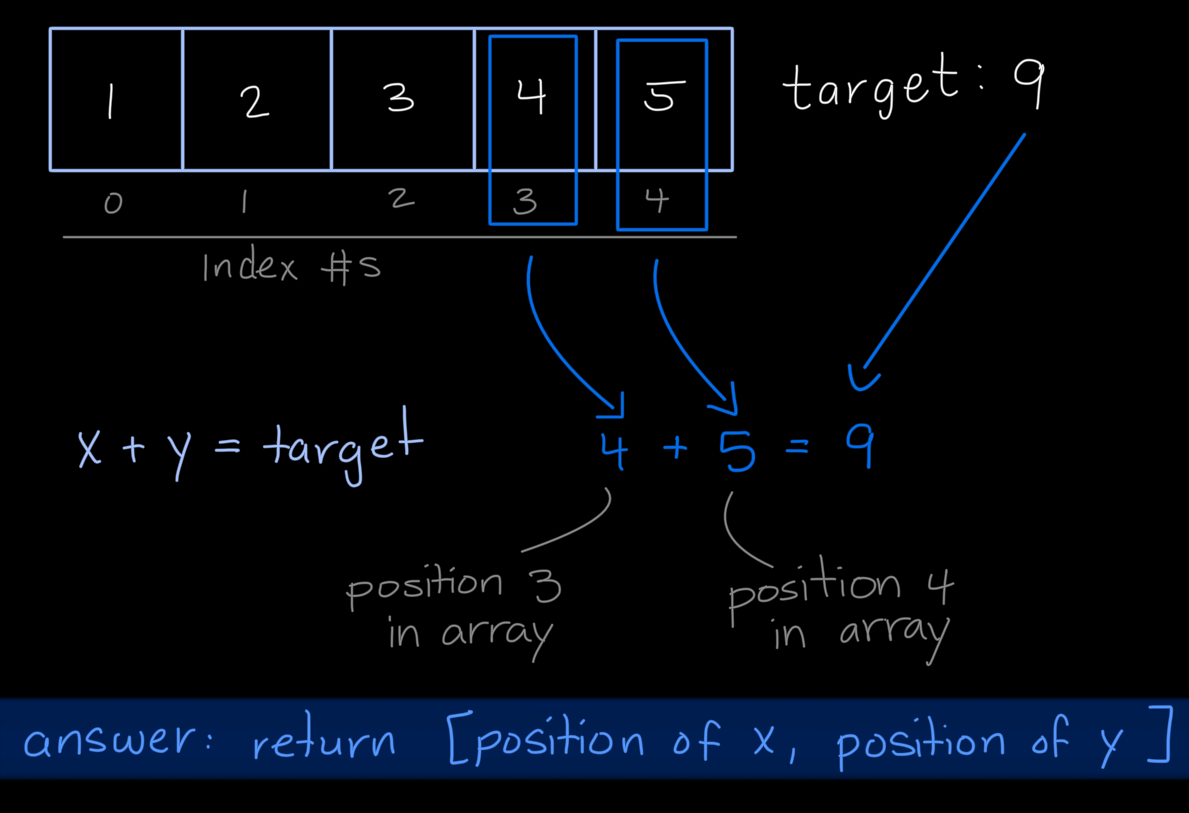 1 2 3 4 5
target: 9
0 1 2 3 4
Index #s
x + y = target
4 + 5 = 9
position 3
in array
position 4
in array
answer: return [position of x, position of y]